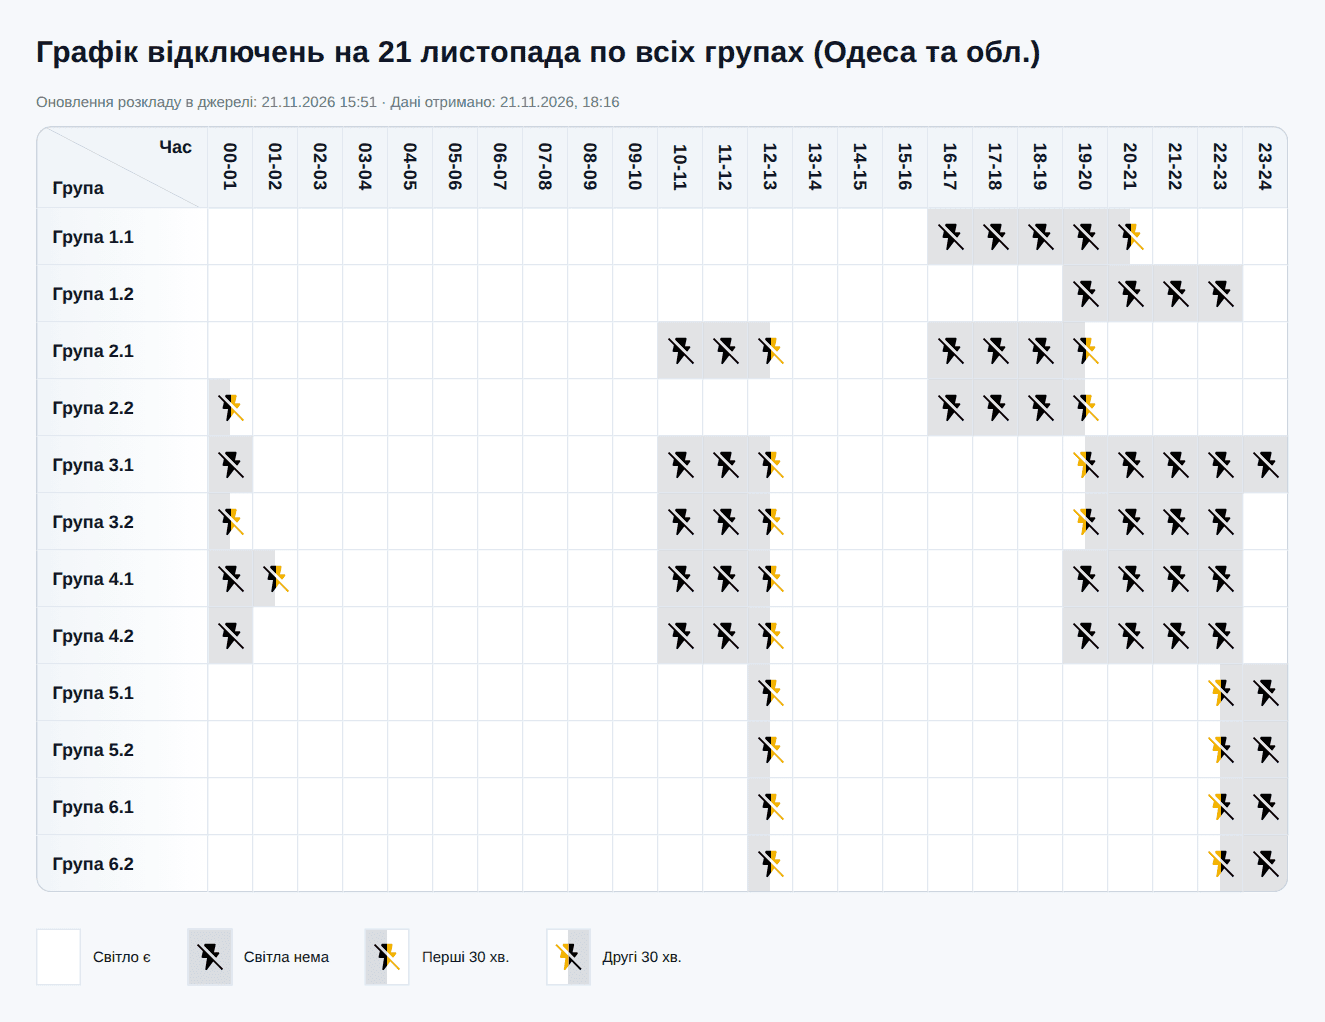 Графік відключень на 21 листопада по всіх групах (Одеса та обл.)
Оновлення розкладу в джерелі: 21.11.2026 15:51 · Дані отримано: 21.11.2026, 18:16
Час
Група
00-01 01-02 02-03 03-04 04-05 05-06 06-07 07-08 08-09 09-10 10-11 11-12 12-13 13-14 14-15 15-16 16-17 17-18 18-19 19-20 20-21 21-22 22-23 23-24
Група 1.1
Група 1.2
Група 2.1
Група 2.2
Група 3.1
Група 3.2
Група 4.1
Група 4.2
Група 5.1
Група 5.2
Група 6.1
Група 6.2
Світло є Світла нема Перші 30 хв. Другі 30 хв.